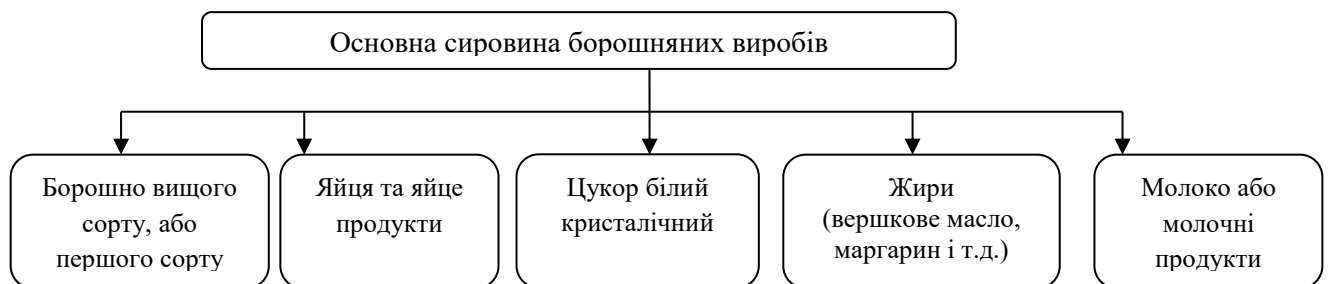 Основна сировина борошняних виробів
Борошно вищого
сорту, або
першого сорту
Яйця та яйце
продукти
Цукор білий
кристалічний
Жири
(вершкове масло,
маргарин і т.д.)
Молоко або
молочні
продукти